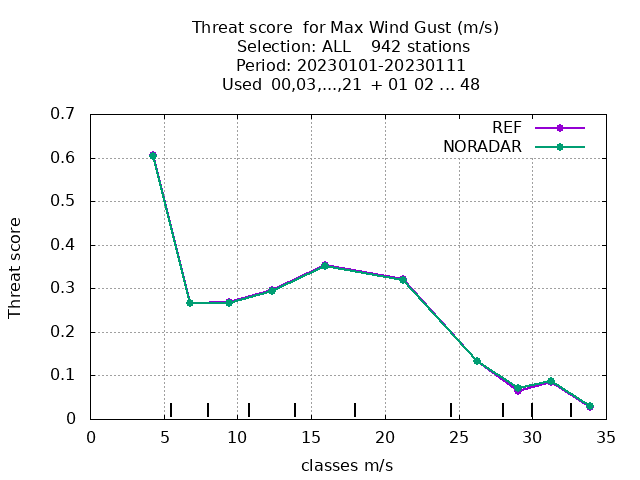 Threat score  for Max Wind Gust (m/s)
Selection: ALL    942 stations
Period: 20230101-20230111
Used  00,03,...,21  + 01 02 ... 48
REF
NORADAR
Threat score
0.7
0.6
0.5
0.4
0.3
0.2
0.1
0
0 5 10 15 20 25 30 35
classes m/s